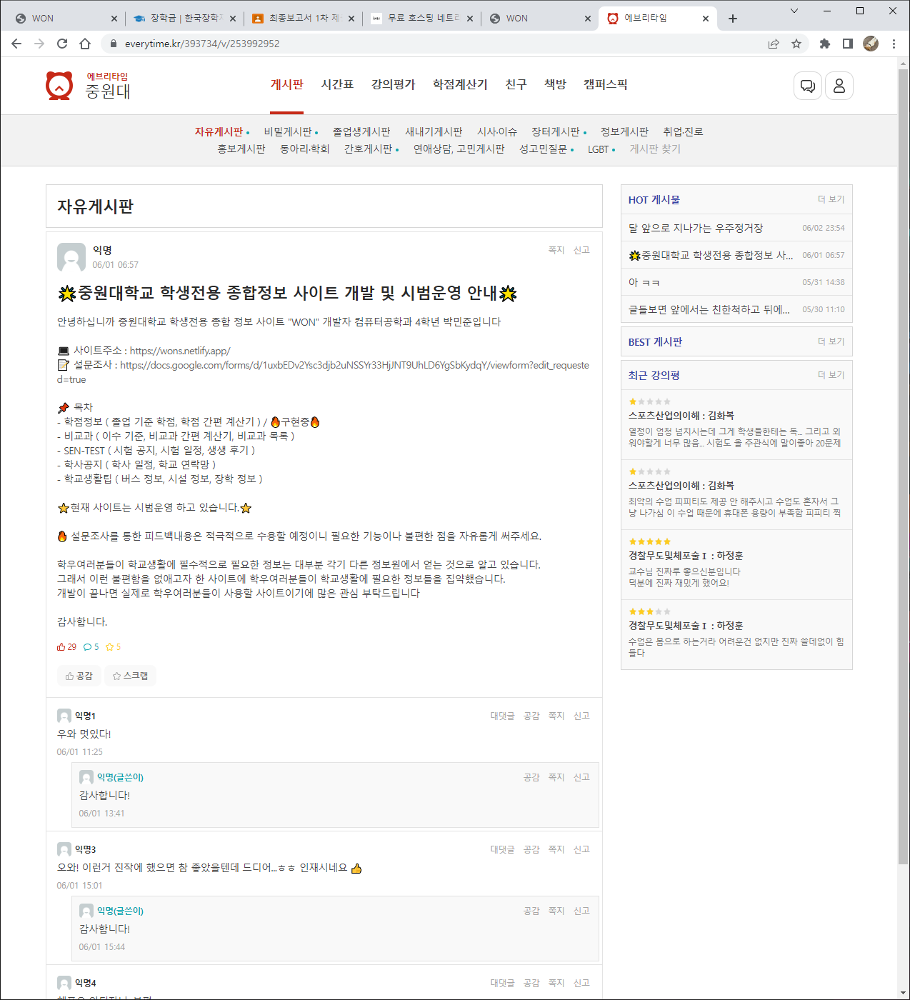 WON
장학금 | 한국장학재
최종보고서 1차 제
무료 호스팅 네트리
WON
에브리타임
everytime.kr/393734/v/253992952
에브리타임
중원대
게시판 시간표 강의평가 학점계산기 친구 책방 캠퍼스픽
자유게시판 비밀게시판 졸업생게시판 새내기게시판 시사·이슈 장터게시판 정보게시판 취업·진로
홍보게시판 동아리·학회 간호게시판 연애상담, 고민게시판 성고민질문 LGBT 게시판 찾기
자유게시판
익명
쪽지 신고
06/01 06:57
🌟중원대학교 학생전용 종합정보 사이트 개발 및 시범운영 안내🌟
안녕하십니까 중원대학교 학생전용 종합 정보 사이트 "WON" 개발자 컴퓨터공학과 4학년 박민준입니다
💻 사이트주소 : https://wons.netlify.app/
📝 설문조사 : https://docs.google.com/forms/d/1uxbEDv2Ysc3djb2uNSSYr33HjJNT9UhLD6YgSbKydqY/viewform?edit_requeste
d=true
📌 목차
- 학점정보 ( 졸업 기준 학점, 학점 간편 계산기 ) / 🔥구현중🔥
- 비교과 ( 이수 기준, 비교과 간편 계산기, 비교과 목록 )
- SEN-TEST ( 시험 공지, 시험 일정, 생생 후기 )
- 학사공지 ( 학사 일정, 학교 연락망 )
- 학교생활팁 ( 버스 정보, 시설 정보, 장학 정보 )
⭐현재 사이트는 시범운영 하고 있습니다.⭐
🔥 설문조사를 통한 피드백내용은 적극적으로 수용할 예정이니 필요한 기능이나 불편한 점을 자유롭게 써주세요.
학우여러분들이 학교생활에 필수적으로 필요한 정보는 대부분 각기 다른 정보원에서 얻는 것으로 알고 있습니다.
그래서 이런 불편함을 없애고자 한 사이트에 학우여러분들이 학교생활에 필요한 정보들을 집약했습니다.
개발이 끝나면 실제로 학우여러분들이 사용할 사이트이기에 많은 관심 부탁드립니다
감사합니다.
29 5 5
공감 스크랩
익명1
대댓글 공감 쪽지 신고
우와 멋있다!
06/01 11:25
익명(글쓴이)
공감 쪽지 신고
감사합니다!
06/01 13:41
익명3
대댓글 공감 쪽지 신고
오와! 이런거 진작에 했으면 참 좋았을텐데 드디어...ㅎㅎ 인재시네요 👍
06/01 15:01
익명(글쓴이)
공감 쪽지 신고
감사합니다!
06/01 15:44
익명4
대댓글 공감 쪽지 신고
HOT 게시물 더 보기
달 앞으로 지나가는 우주정거장 06/02 23:54
🌟중원대학교 학생전용 종합정보 사... 06/01 06:57
아 ㅋㅋ 05/31 14:38
글들보면 앞에서는 친한척하고 뒤에... 05/30 11:10
BEST 게시판 더 보기
최근 강의평 더 보기
스포츠산업의이해 : 김화복
열정이 엄청 넘치시는데 그게 학생들한테는 독... 그리고 외
워야할게 너무 많음... 시험도 올 주관식에 말이좋아 20문제
스포츠산업의이해 : 김화복
최악의 수업 피피티도 제공 안 해주시고 수업도 혼자서 그
냥 나가심 이 수업 때문에 휴대폰 용량이 부족함 피피티 찍
경찰무도및체포술Ⅰ : 하정훈
교수님 진짜루 좋으신분입니다
덕분에 진짜 재밌게 했어요!
경찰무도및체포술Ⅰ : 하정훈
수업은 몸으로 하는거라 어려운건 없지만 진짜 쓸데없이 힘
들다